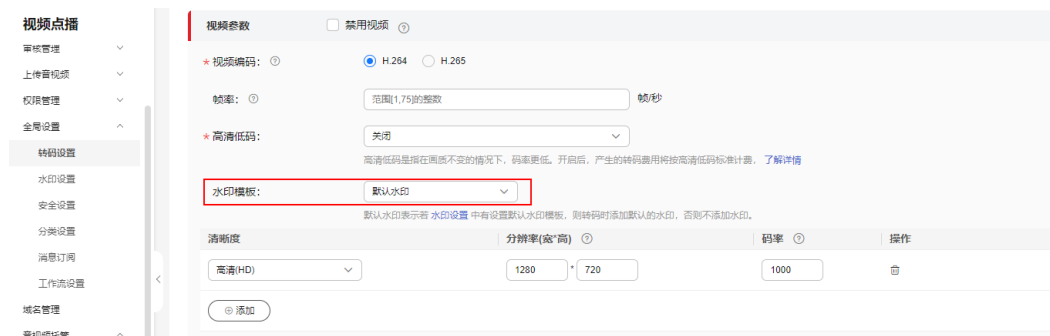 视频点播
审核管理
上传音视频
权限管理
全局设置
转码设置
水印设置
安全设置
分类设置
消息订阅
工作流设置
域名管理
音视频托管
视频参数 禁用视频 ?
* 视频编码: ? H.264 H.265
帧率: ? 范围[1,75]的整数 帧/秒
* 高清低码: 关闭
高清低码是指在画质不变的情况下，码率更低。开启后，产生的转码费用将按高清低码标准计费， 了解详情
水印模板: 默认水印
默认水印表示若 水印设置 中有设置默认水印模板，则转码时添加默认的水印，否则不添加水印。
清晰度 分辨率(宽*高) ? 码率 ? 操作
高清(HD) 1280 * 720 1000
添加